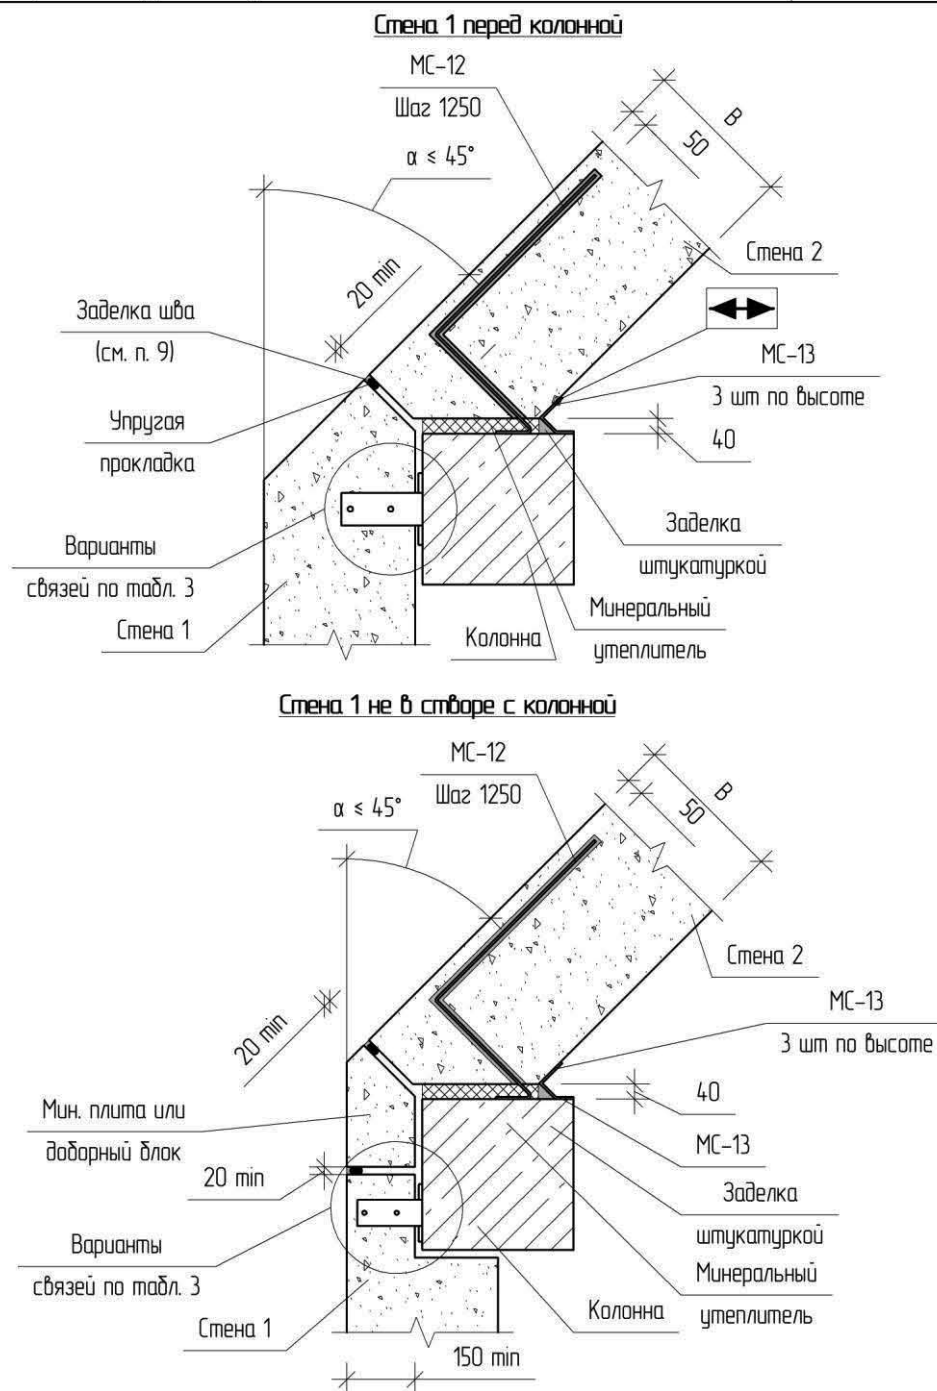 Стена 1 перед колонной
МС-12
Шаг 1250
α ≤ 45°
В
50
20 min
Стена 2
Заделка шва
(см. п. 9)
МС-13
3 шт по высоте
Упругая
прокладка
40
Заделка
штукатуркой
Варианты
связей по табл. 3
Минеральный
утеплитель
Стена 1
Колонна
Стена 1 не в створе с колонной
МС-12
Шаг 1250
α ≤ 45°
В
50
Стена 2
20 min
МС-13
3 шт по высоте
40
Мин. плита или
доборный блок
МС-13
20 min
Заделка
штукатуркой
Варианты
связей по табл. 3
Минеральный
утеплитель
Колонна
Стена 1
150 min